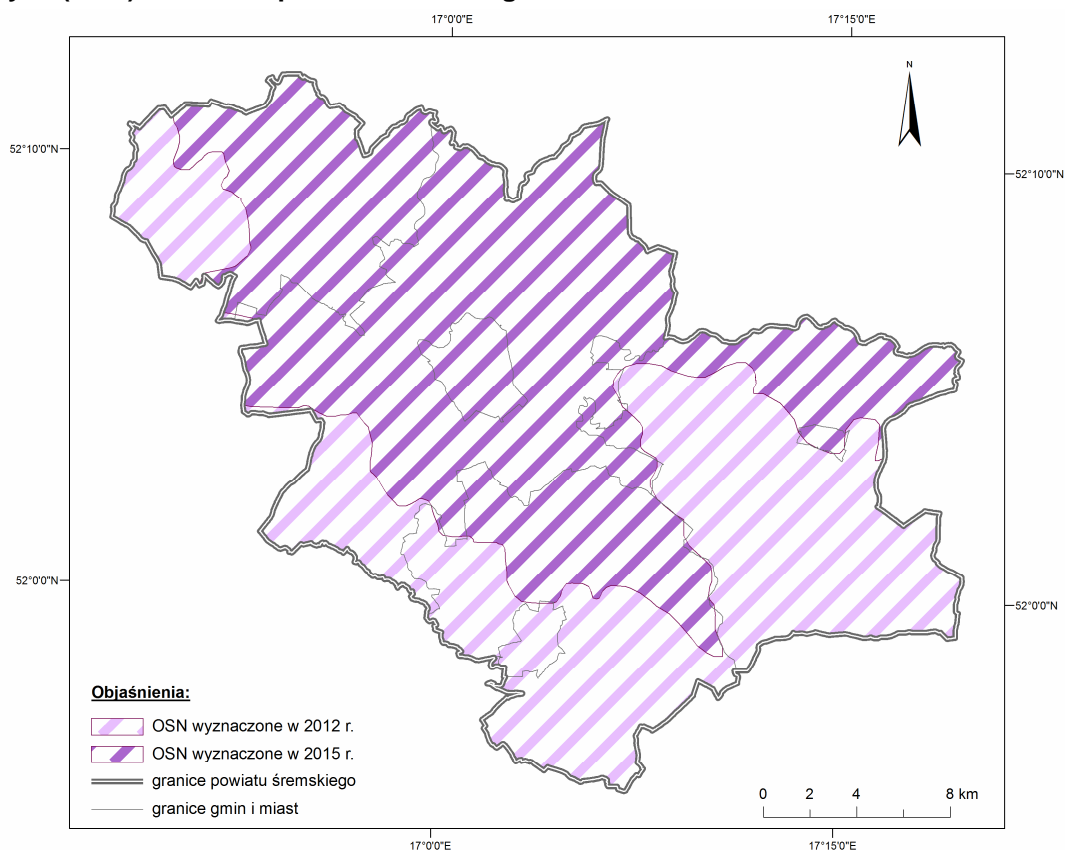 17°0'0"E 17°15'0"E
N
52°10'0"N
52°10'0"N
52°0'0"N
52°0'0"N
Objaśnienia:
OSN wyznaczone w 2012 r.
OSN wyznaczone w 2015 r.
granice powiatu śremskiego
granice gmin i miast
0 2 4 8 km
17°0'0"E 17°15'0"E